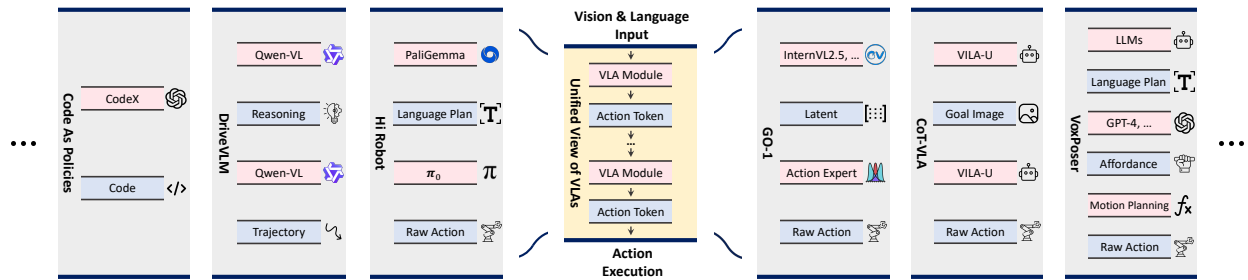 ...
Code As Policies
CodeX
Code
</>
DriveVLM
Qwen-VL
Reasoning
Qwen-VL
Trajectory
Hi Robot
PaliGemma
Language Plan
T
π₀
π
Raw Action
Vision & Language
Input
Unified View of VLAs
VLA Module
Action Token
...
VLA Module
Action Token
Action
Execution
GO-1
InternVL2.5, ...
Latent
Action Expert
Raw Action
CoT-VLA
VILA-U
Goal Image
VILA-U
Raw Action
VoxPoser
LLMs
Language Plan
T
GPT-4, ...
Affordance
Motion Planning
fx
Raw Action
...